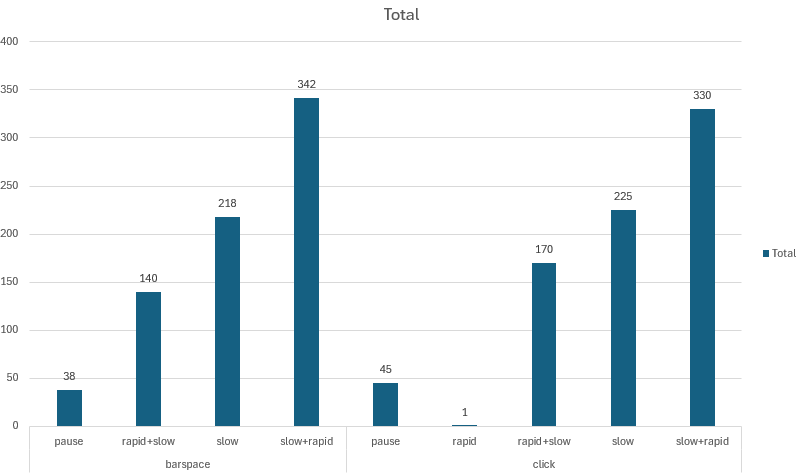 Total
400
350
300
250
200
150
100
50
0
38
140
218
342
45
1
170
225
330
pause
rapid+slow
slow
slow+rapid
pause
rapid
rapid+slow
slow
slow+rapid
barspace
click
Total